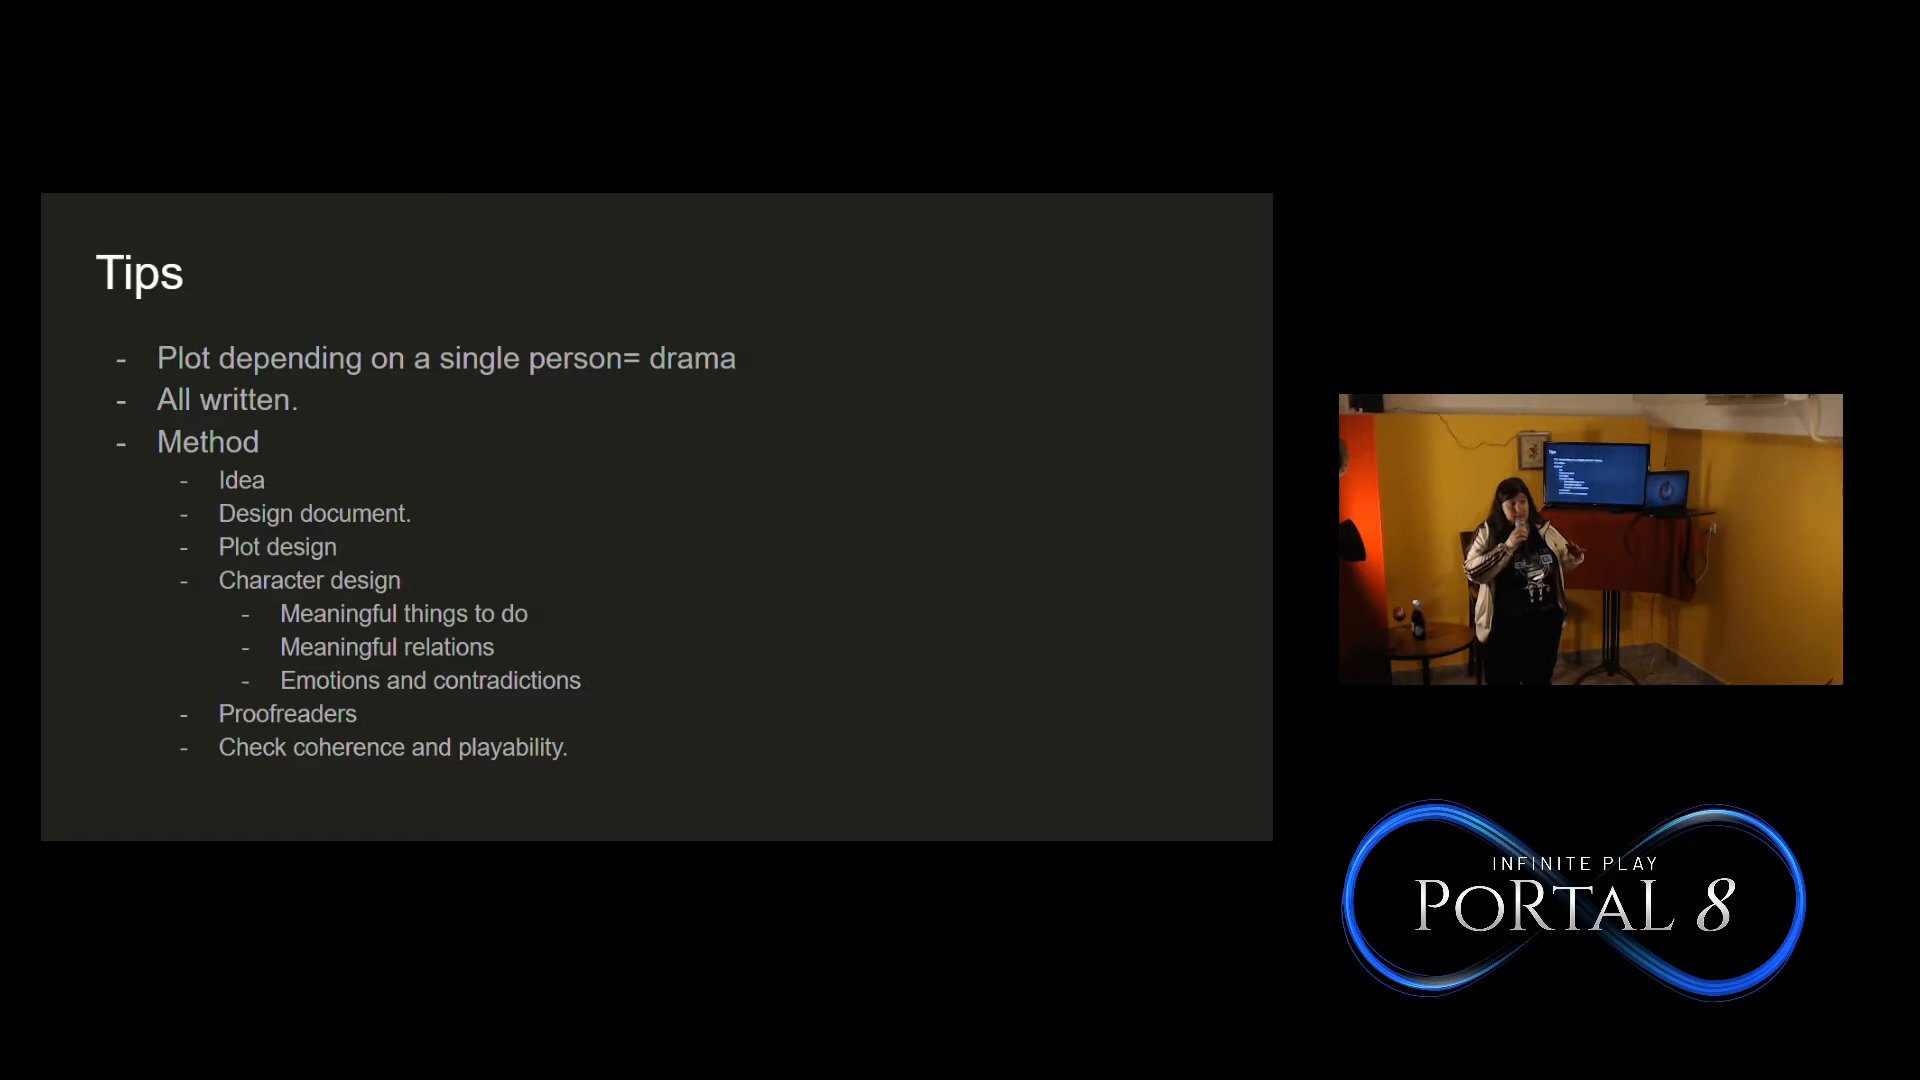 Tips
- Plot depending on a single person= drama
- All written.
- Method
- Idea
- Design document.
- Plot design
- Character design
- Meaningful things to do
- Meaningful relations
- Emotions and contradictions
- Proofreaders
- Check coherence and playability.
Tips
INFINITE PLAY
PORTAL 8